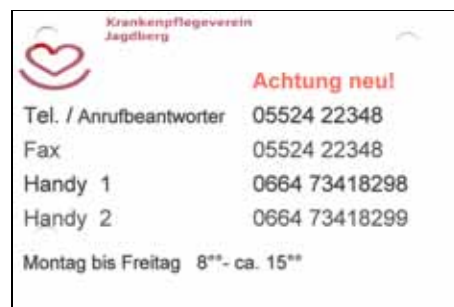 Krankenpflegeverein
Jagdberg
Achtung neu!
Tel. / Anrufbeantworter 05524 22348
Fax 05524 22348
Handy 1 0664 73418298
Handy 2 0664 73418299
Montag bis Freitag 8°°- ca. 15°°